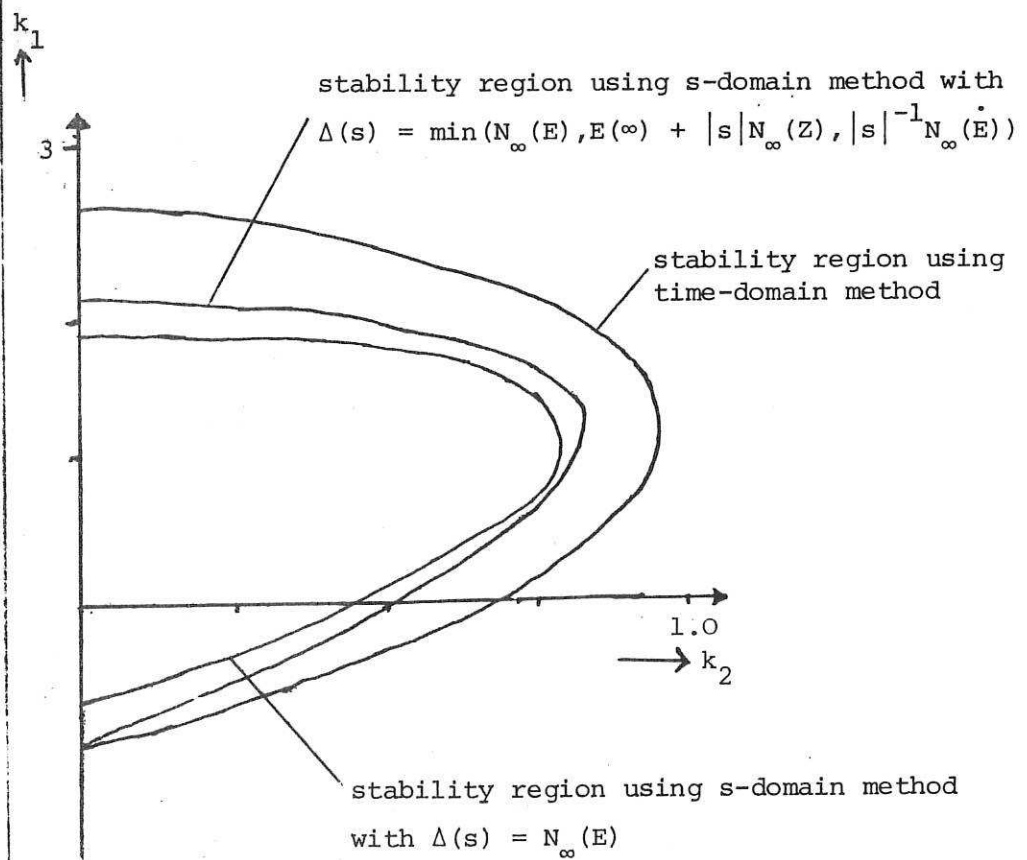 k₁
stability region using s-domain method with
Δ(s) = min(N∞(E),E(∞) + |s|N∞(Ż),|s|⁻¹N∞(Ė))
3
stability region using
time-domain method
1.0
k₂
stability region using s-domain method
with Δ(s) = N∞(E)